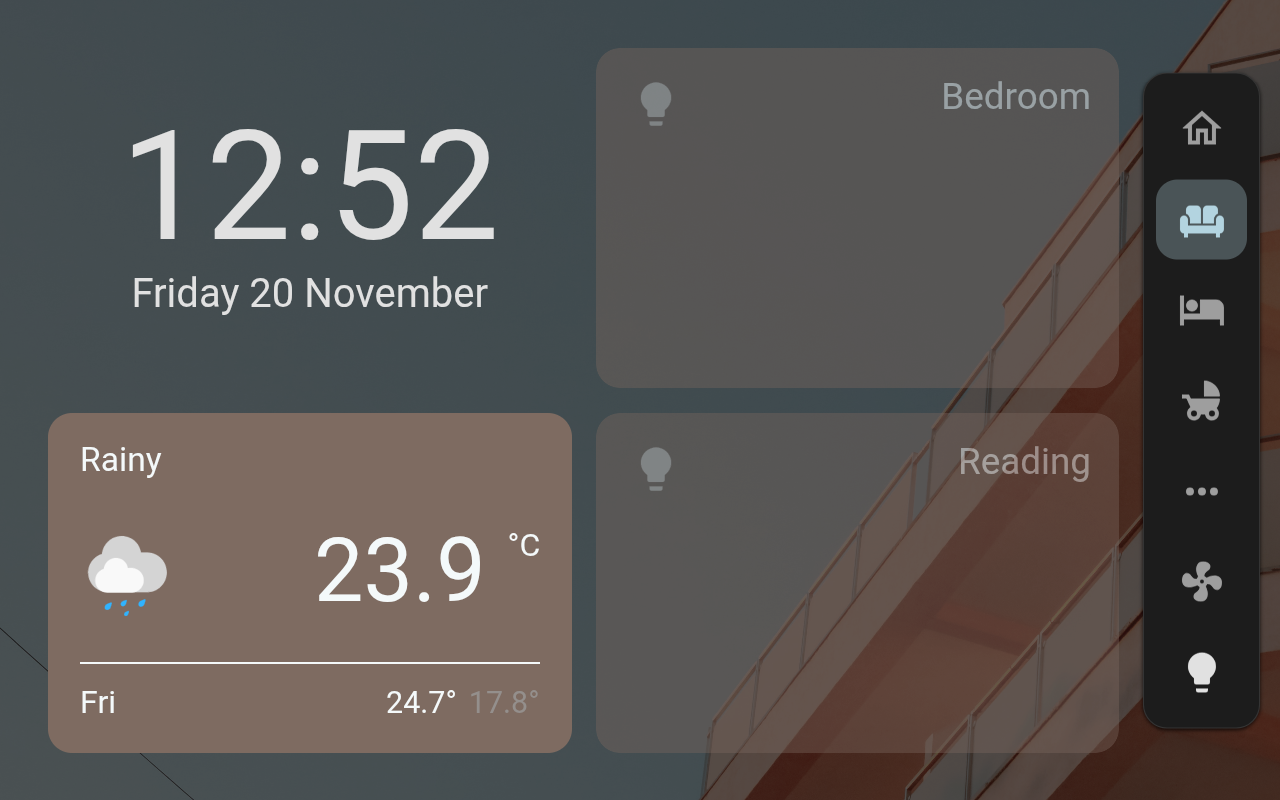 12:52
Friday 20 November
Bedroom
Rainy
23.9 °C
Fri 24.7° 17.8°
Reading